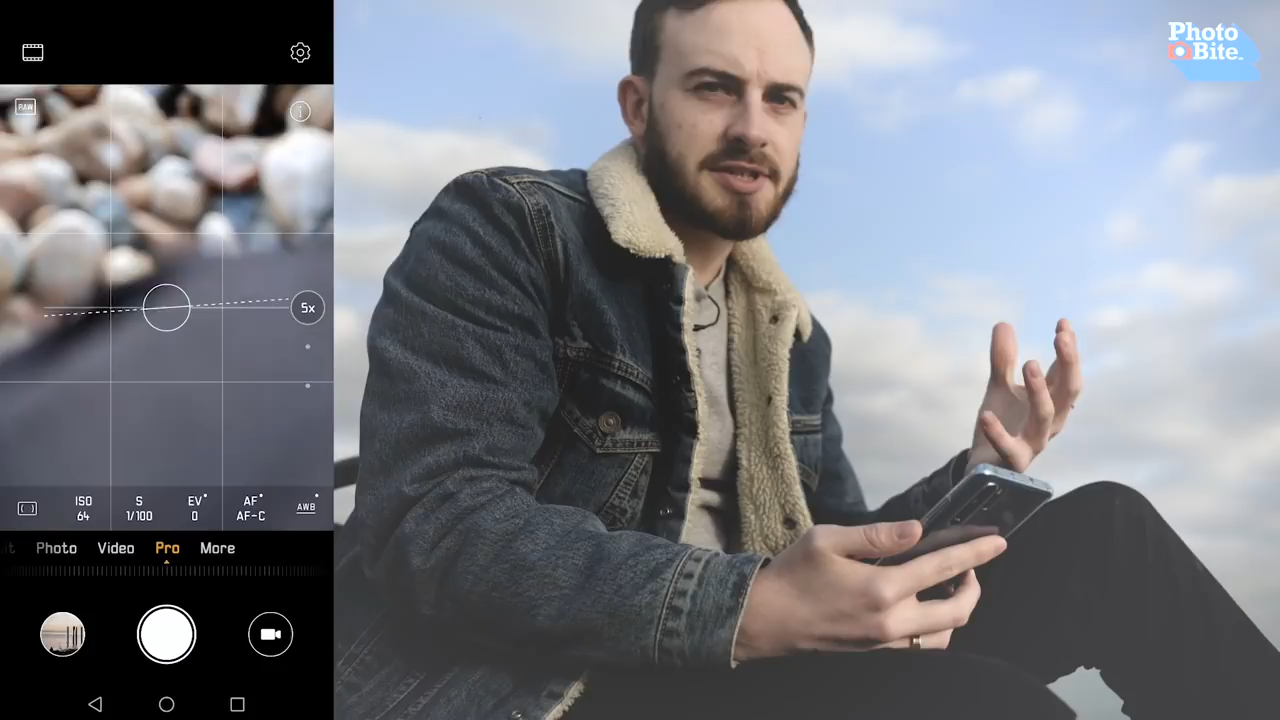 Photo
Bite
RAW
5x
ISO S EV AF AWB
64 1/100 0 AF-C
Photo Video Pro More